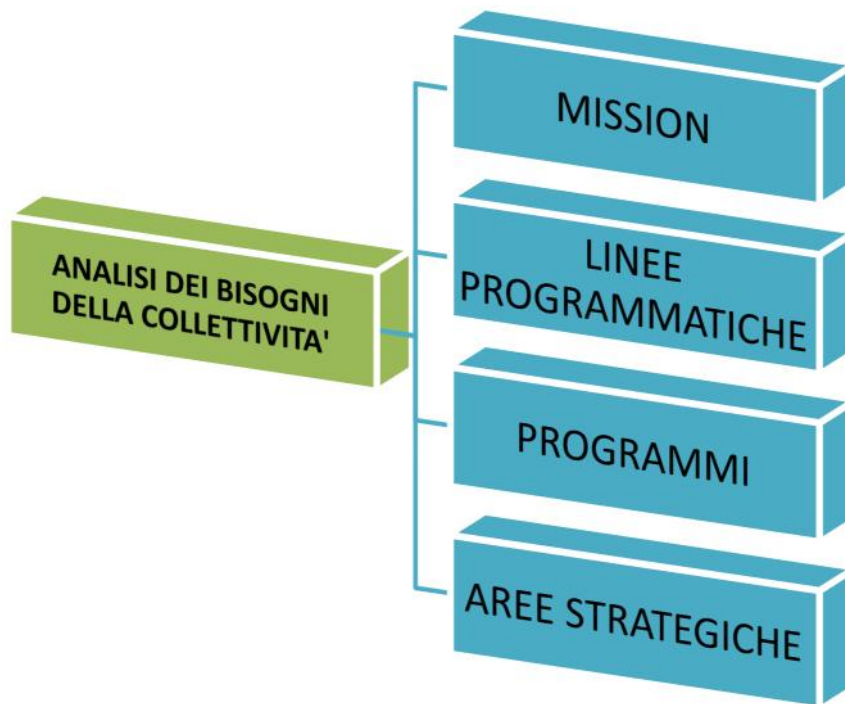 ANALISI DEI BISOGNI
DELLA COLLETTIVITA'
MISSION
LINEE
PROGRAMMATICHE
PROGRAMMI
AREE STRATEGICHE